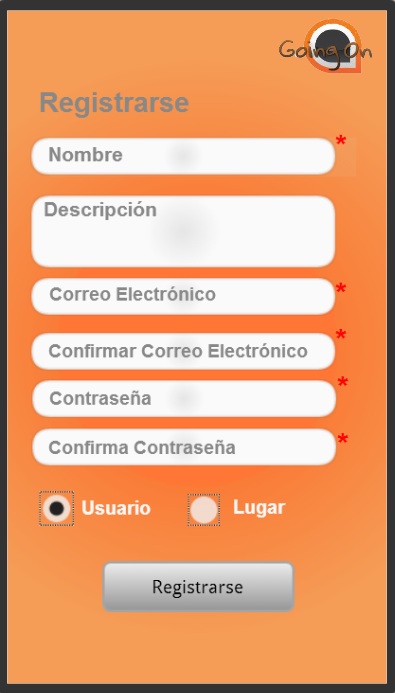 Going On
Registrarse
Nombre *
Descripción
Correo Electrónico *
Confirmar Correo Electrónico *
Contraseña *
Confirma Contraseña *
Usuario Lugar
Registrarse